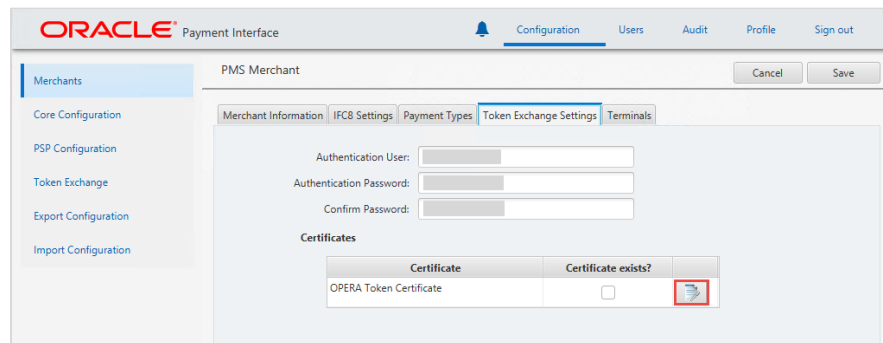 ORACLE® Payment Interface
Configuration Users Audit Profile Sign out
Merchants
Core Configuration
PSP Configuration
Token Exchange
Export Configuration
Import Configuration
PMS Merchant
Cancel Save
Merchant Information IFC8 Settings Payment Types Token Exchange Settings Terminals
Authentication User:
Authentication Password:
Confirm Password:
Certificates
Certificate Certificate exists?
OPERA Token Certificate